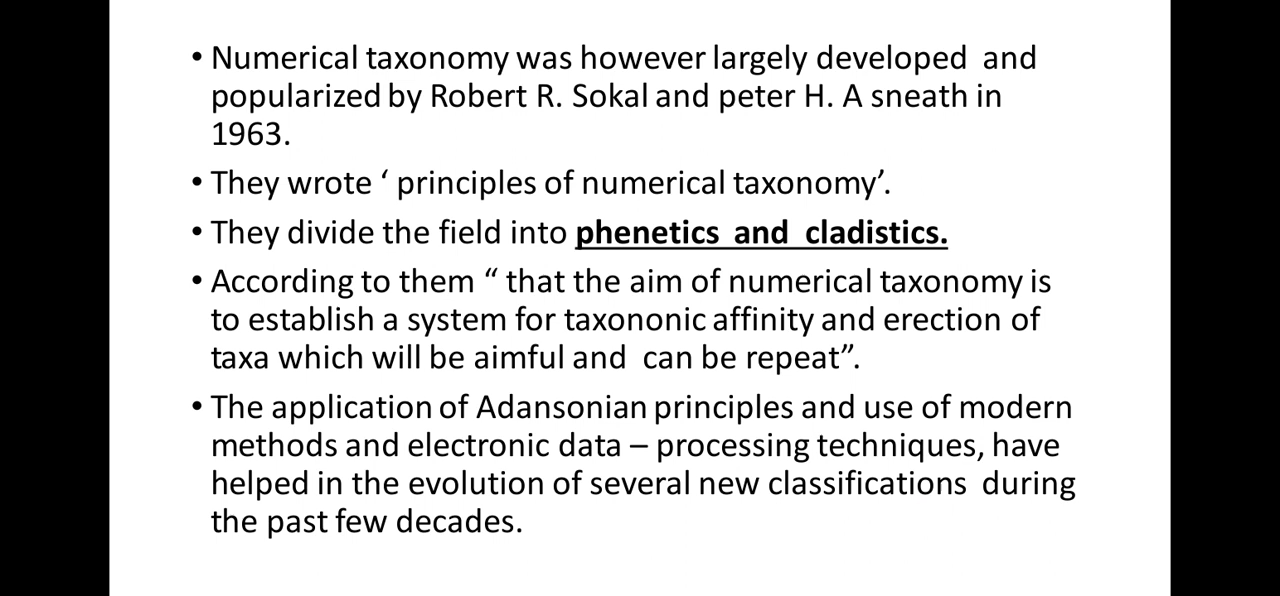 • Numerical taxonomy was however largely developed and
popularized by Robert R. Sokal and peter H. A sneath in
1963.
• They wrote ‘ principles of numerical taxonomy’.
• They divide the field into phenetics and cladistics.
• According to them “ that the aim of numerical taxonomy is
to establish a system for taxononic affinity and erection of
taxa which will be aimful and can be repeat”.
• The application of Adansonian principles and use of modern
methods and electronic data – processing techniques, have
helped in the evolution of several new classifications during
the past few decades.